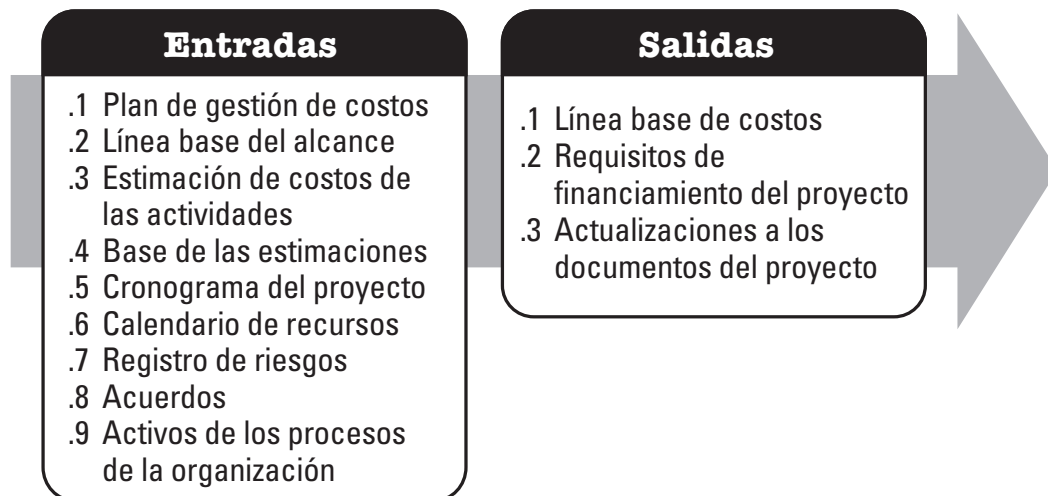 Entradas
.1 Plan de gestión de costos
.2 Línea base del alcance
.3 Estimación de costos de
las actividades
.4 Base de las estimaciones
.5 Cronograma del proyecto
.6 Calendario de recursos
.7 Registro de riesgos
.8 Acuerdos
.9 Activos de los procesos
de la organización
Salidas
.1 Línea base de costos
.2 Requisitos de
financiamiento del proyecto
.3 Actualizaciones a los
documentos del proyecto